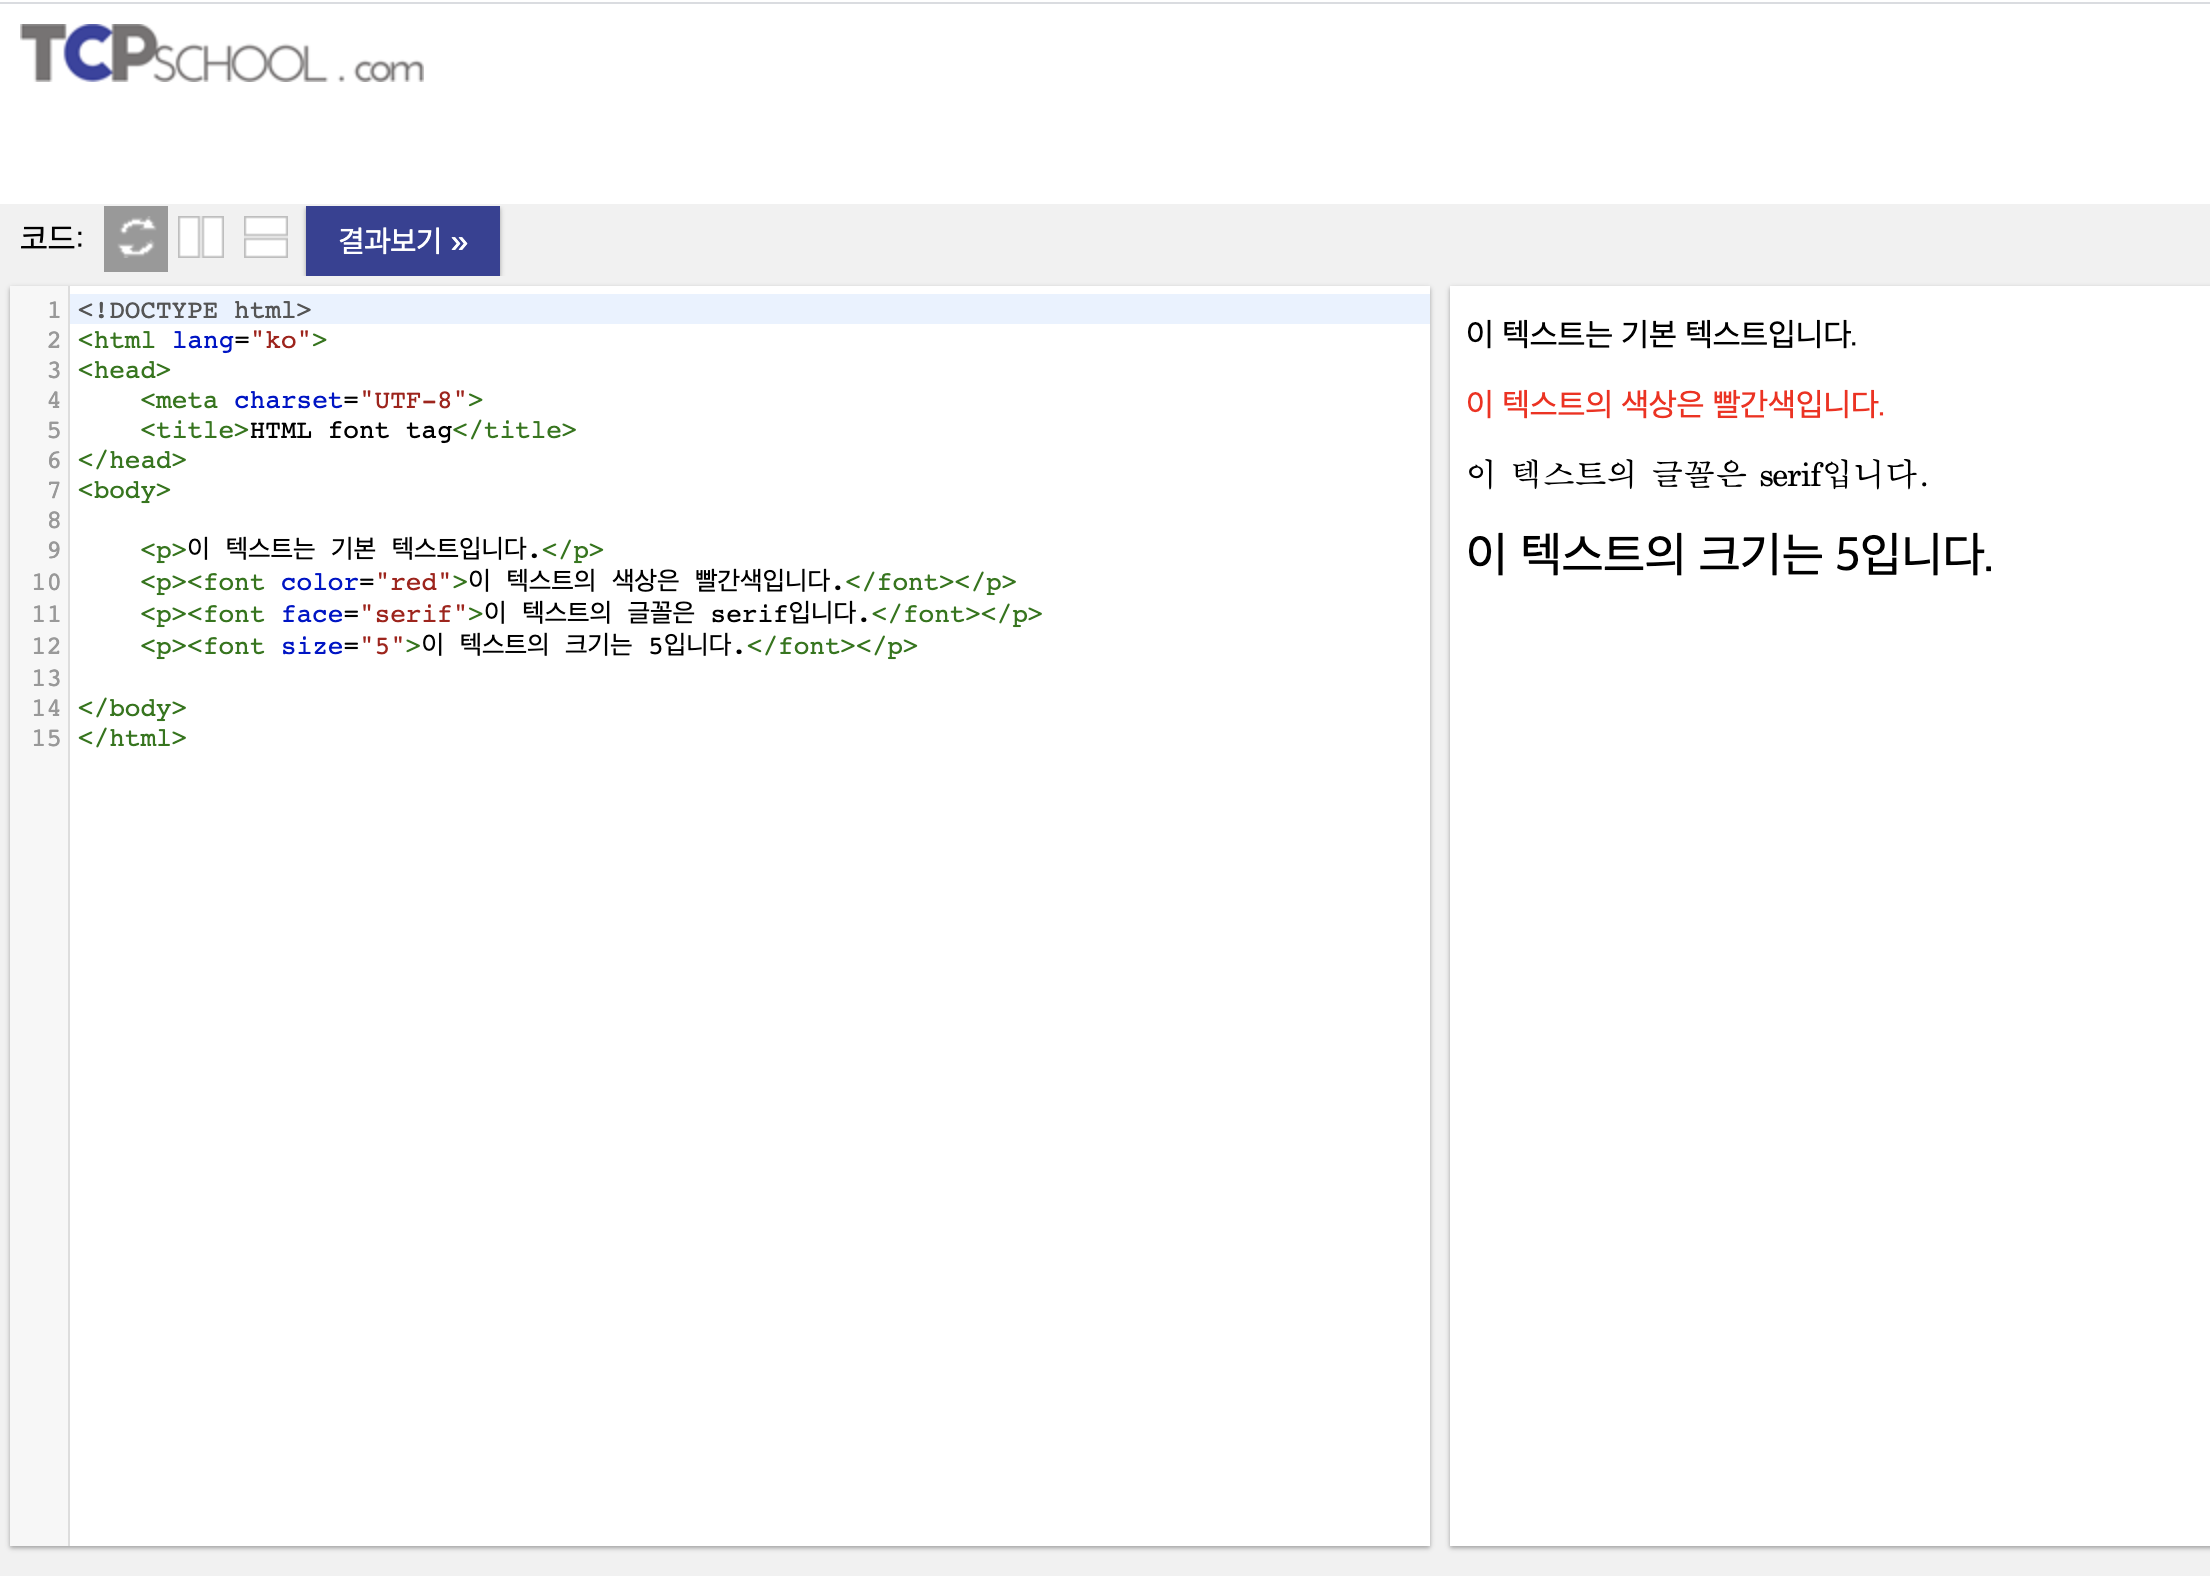 TCPSCHOOL.com
코드: 결과보기 »
1 <!DOCTYPE html>
2 <html lang="ko">
3 <head>
4     <meta charset="UTF-8">
5     <title>HTML font tag</title>
6 </head>
7 <body>
8
9     <p>이 텍스트는 기본 텍스트입니다.</p>
10     <p><font color="red">이 텍스트의 색상은 빨간색입니다.</font></p>
11     <p><font face="serif">이 텍스트의 글꼴은 serif입니다.</font></p>
12     <p><font size="5">이 텍스트의 크기는 5입니다.</font></p>
13
14 </body>
15 </html>
이 텍스트는 기본 텍스트입니다.
이 텍스트의 색상은 빨간색입니다.
이 텍스트의 글꼴은 serif입니다.
이 텍스트의 크기는 5입니다.